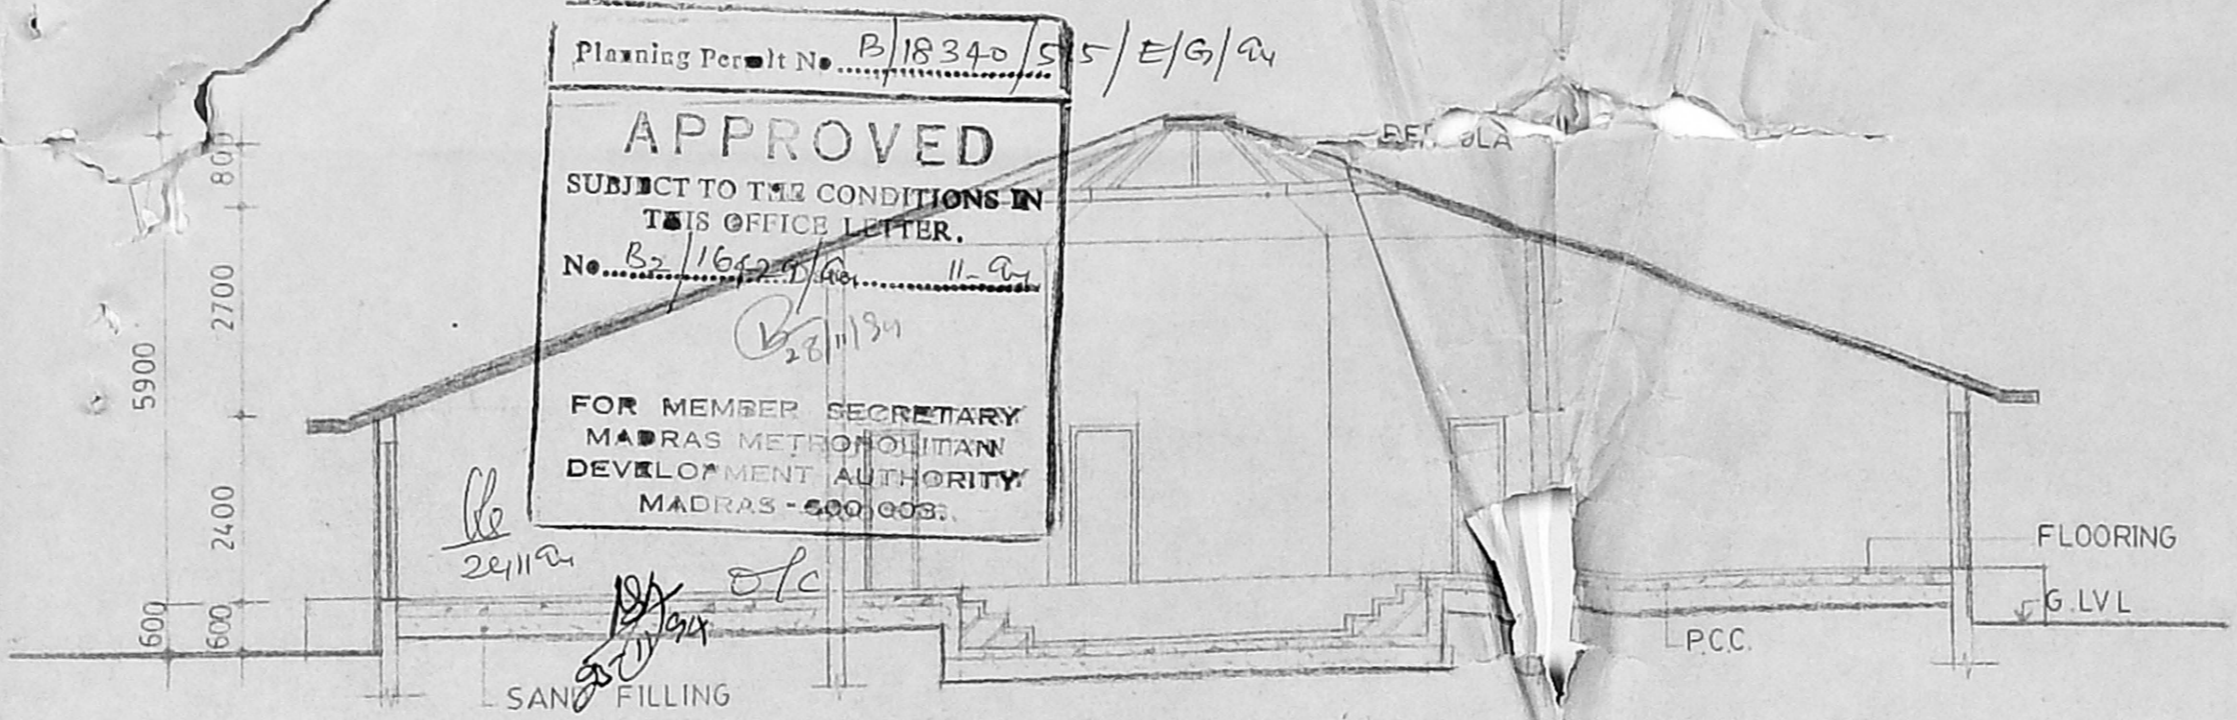 Planning Permit No. B/18340/515/E/G/94
APPROVED
SUBJECT TO THE CONDITIONS IN
THIS OFFICE LETTER.
No. B2/
28/11/94
FOR MEMBER SECRETARY
MADRAS METROPOLITAN
DEVELOPMENT AUTHORITY
MADRAS - 600 003.
800
2700
5900
2400
600
600
O/C
SAND FILLING
FLOORING
G.LVL
P.C.C.